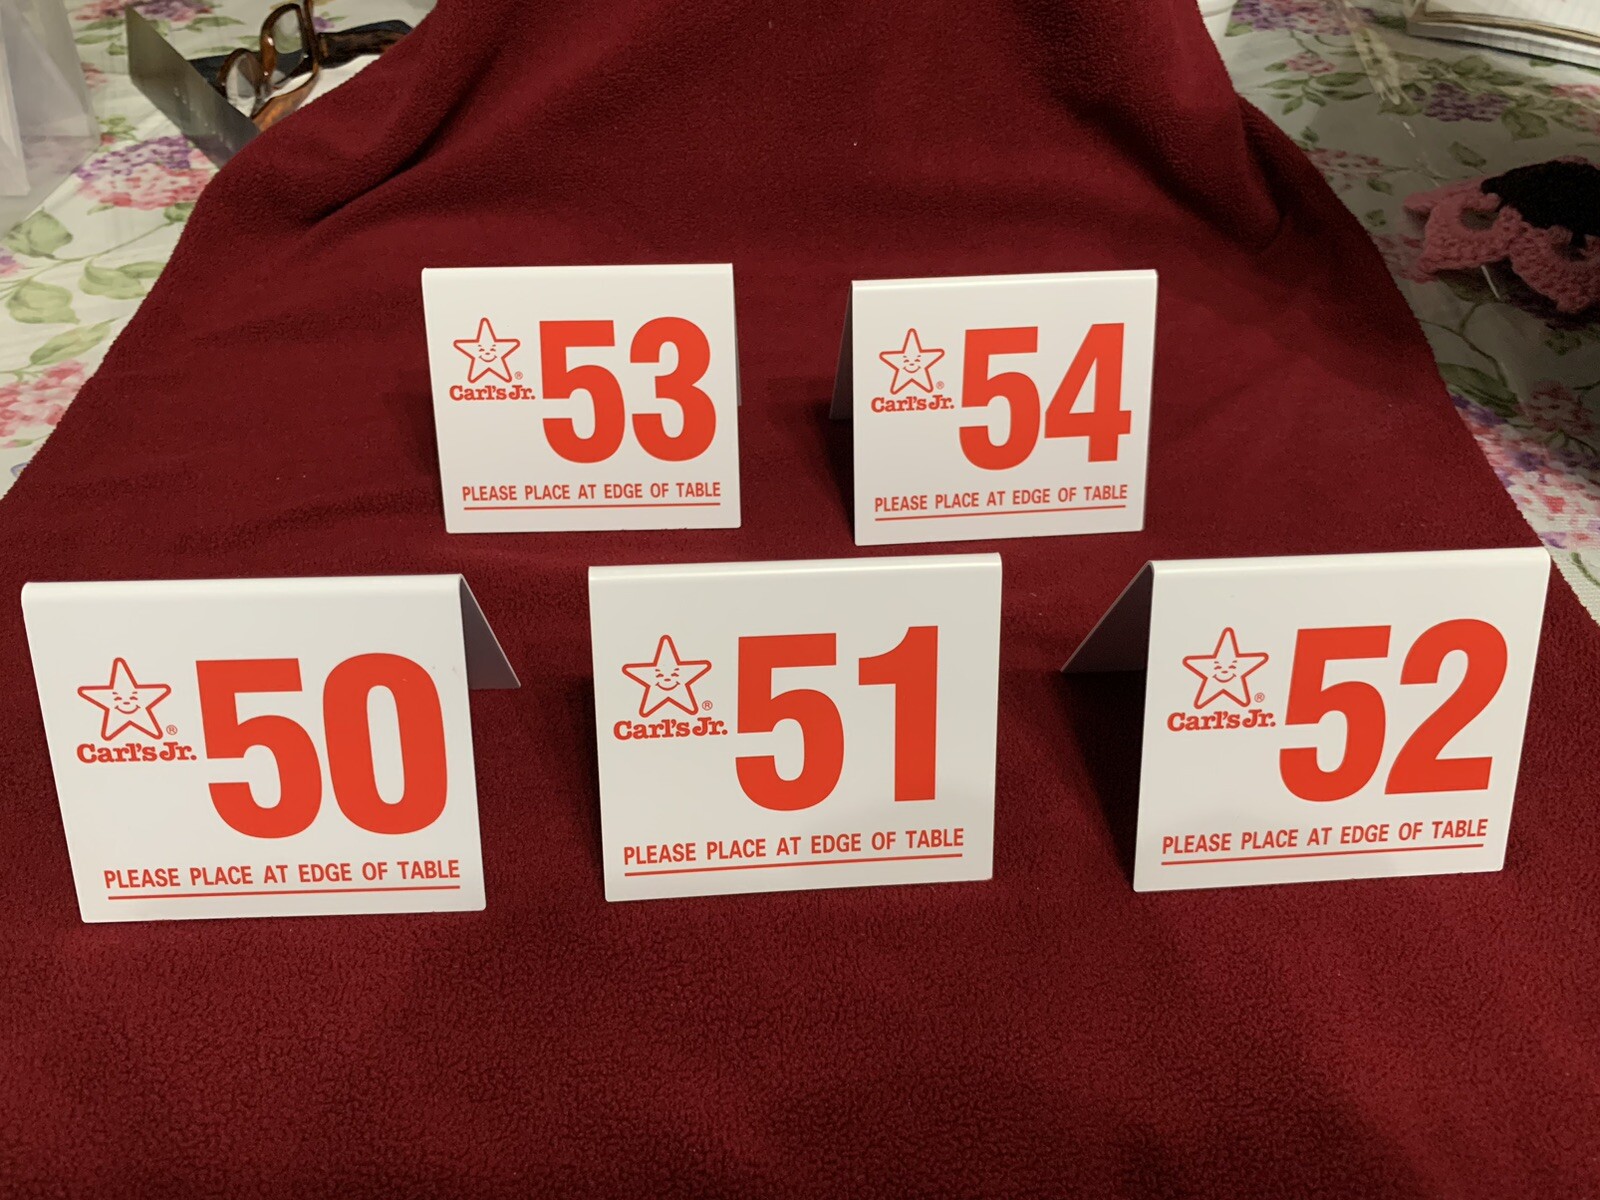 53
®
Carl's Jr.
PLEASE PLACE AT EDGE OF TABLE
54
®
Carl's Jr.
PLEASE PLACE AT EDGE OF TABLE
50
®
Carl's Jr.
PLEASE PLACE AT EDGE OF TABLE
51
®
Carl's Jr.
PLEASE PLACE AT EDGE OF TABLE
52
®
Carl's Jr.
PLEASE PLACE AT EDGE OF TABLE